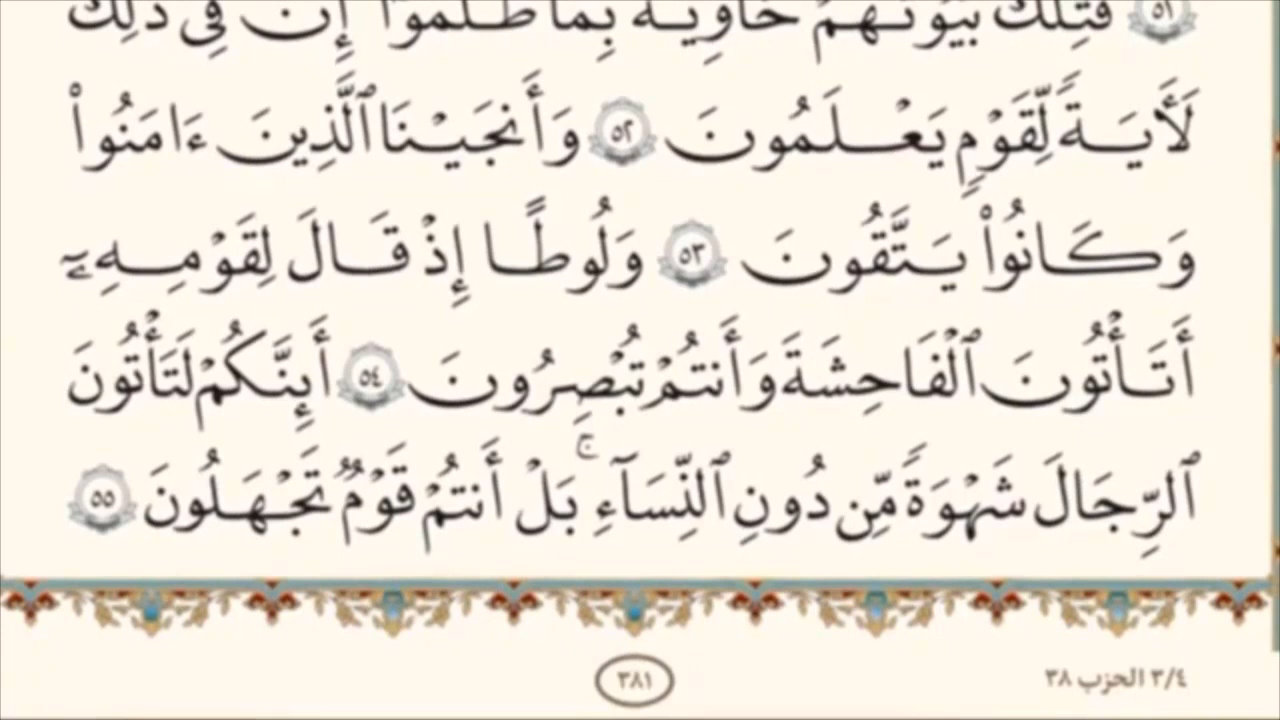 ۝٥١ فَتِلْكَ بُيُوتُهُمْ خَاوِيَةًۢ بِمَا ظَلَمُوٓا۟ إِنَّ فِى ذَٰلِكَ
لَـَٔايَةً لِّقَوْمٍ يَعْلَمُونَ ۝٥٢ وَأَنجَيْنَا ٱلَّذِينَ ءَامَنُوا۟
وَكَانُوا۟ يَتَّقُونَ ۝٥٣ وَلُوطًا إِذْ قَالَ لِقَوْمِهِۦٓ
أَتَأْتُونَ ٱلْفَـٰحِشَةَ وَأَنتُمْ تُبْصِرُونَ ۝٥٤ أَئِنَّكُمْ لَتَأْتُونَ
ٱلرِّجَالَ شَهْوَةً مِّن دُونِ ٱلنِّسَآءِ ۚ بَلْ أَنتُمْ قَوْمٌ تَجْهَلُونَ ۝٥٥
٣/٤ الحزب ٣٨
٣٨١